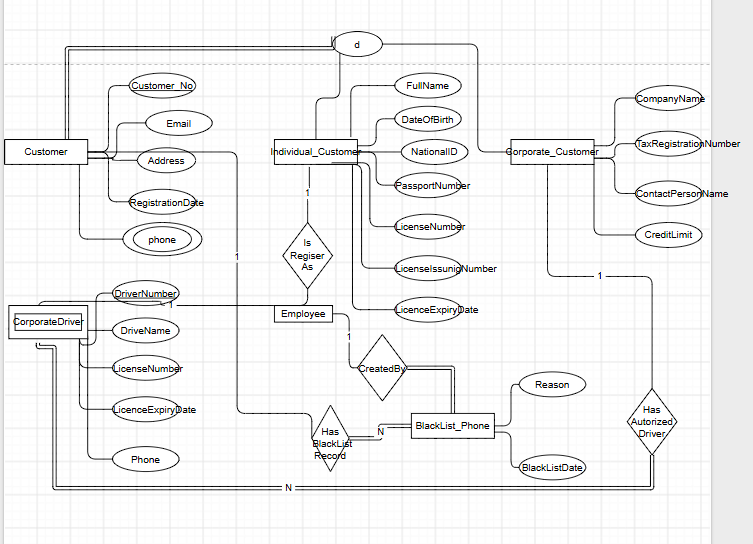 d
Customer_No
FullName
CompanyName
Email
DateOfBirth
Customer
Address
Individual_Customer
NationalID
Corporate_Customer
TaxRegistrationNumber
PassportNumber
ContactPersonName
1
RegistrationDate
LicenseNumber
CreditLimit
phone
Is
Regiser
As
1
LicenseIssunigNumber
1
DriverNumber
1
LicenceExpiryDate
CorporateDriver
Employee
DriveName
1
LicenseNumber
CreatedBy
Reason
LicenceExpiryDate
Has
Autorized
Driver
BlackList_Phone
Has
BlackList
Record
N
Phone
BlackListDate
N